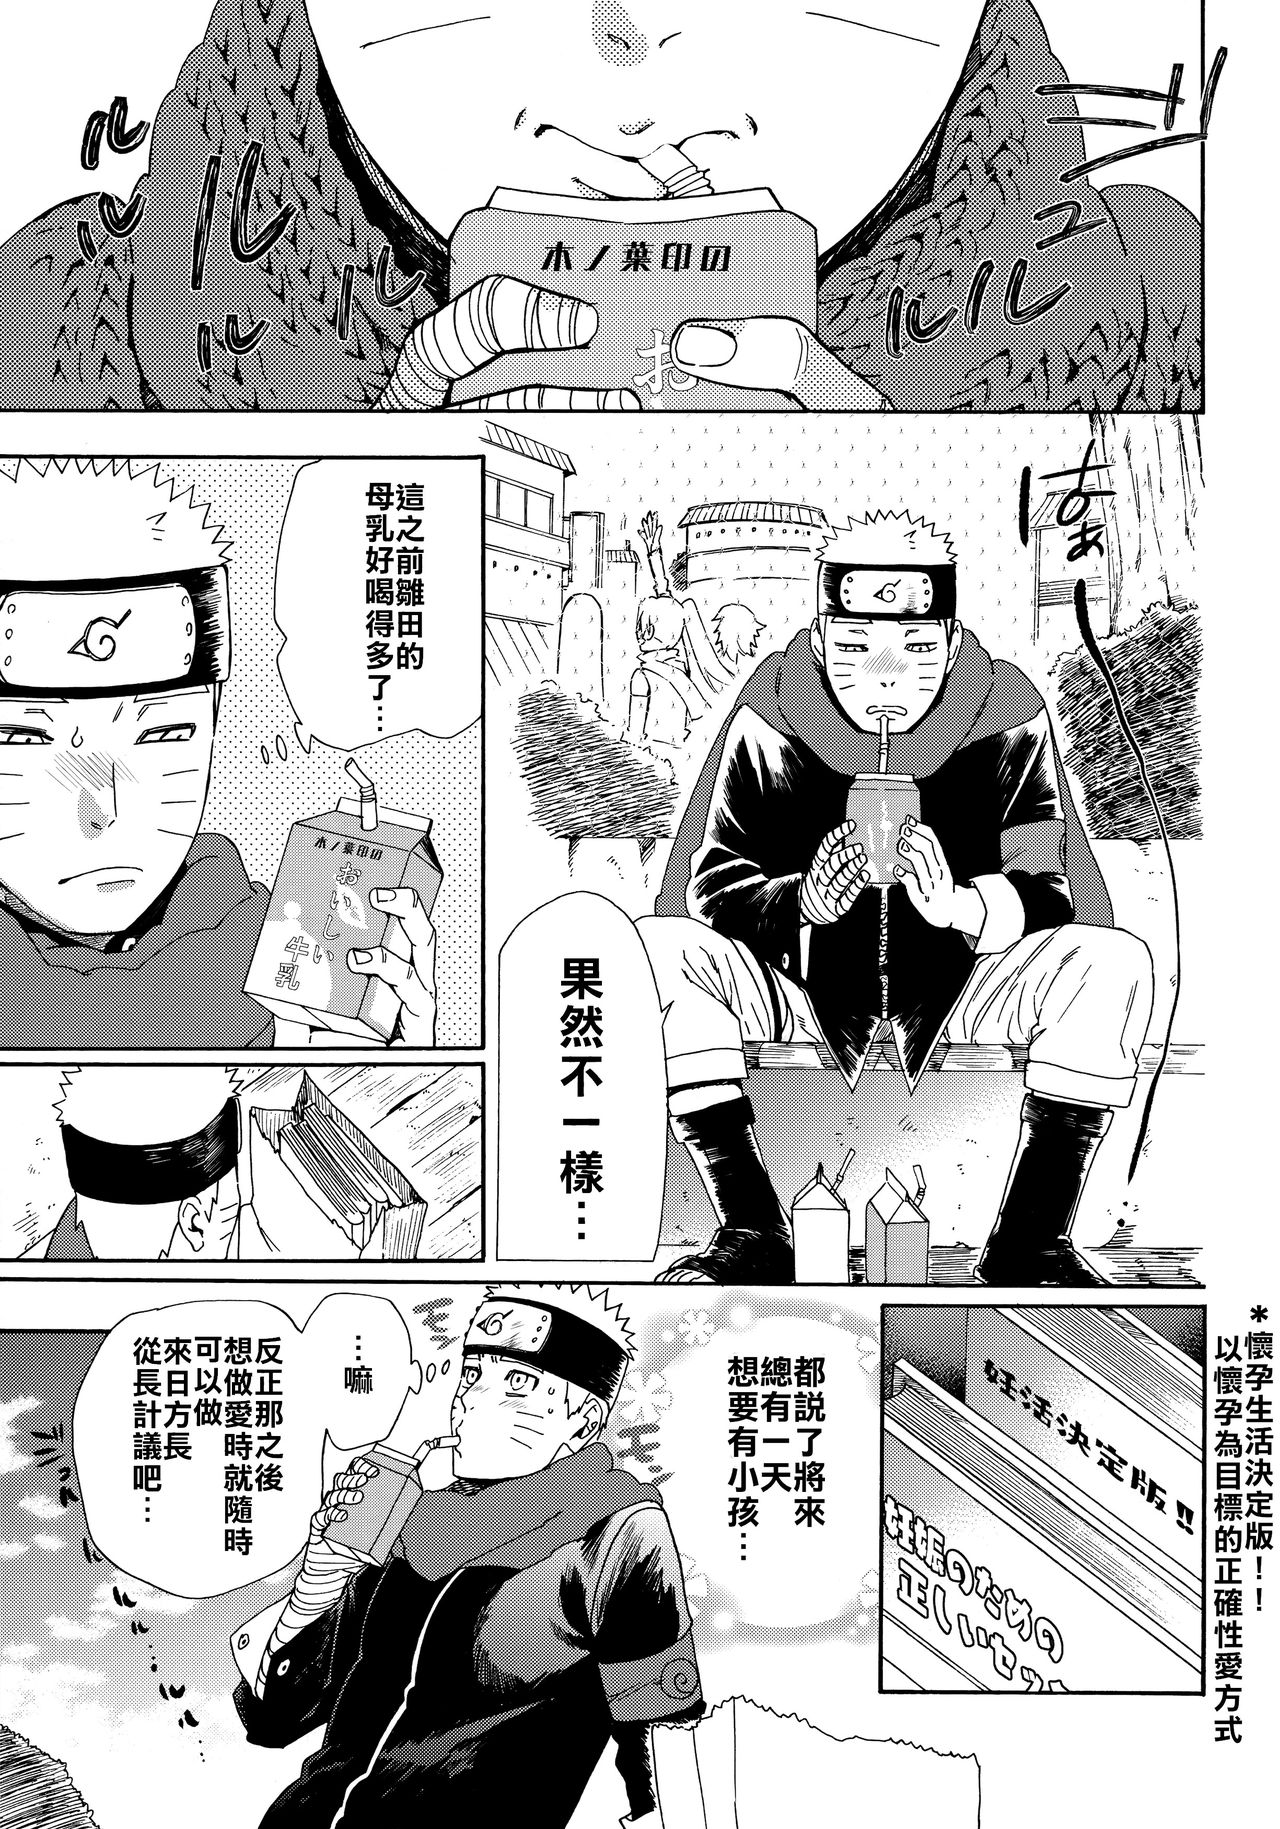 ヂュルルル
ルルルル
木ノ葉印の
お
はあ
果然不一樣…
這之前雛田的
母乳好喝得多了…
木ノ葉印の
おいしい
牛乳
妊活決定版!!
妊娠のための
正しいセッ
*懷孕生活決定版！！
以懷孕為目標的正確性愛方式
都說了將來
總有一天
想要有小孩…
…嘛
モッ
モッ
反正那之後
想做愛時就隨時
可以做
來日方長
從長計議吧…